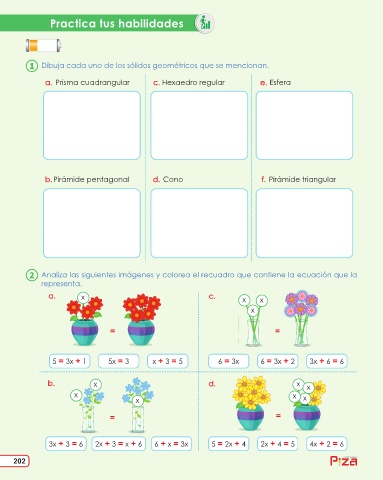 Practica tus habilidades
1 Dibuja cada uno de los sólidos geométricos que se mencionan.
a. Prisma cuadrangular c. Hexaedro regular e. Esfera
b. Pirámide pentagonal d. Cono f. Pirámide triangular
2 Analiza las siguientes imágenes y colorea el recuadro que contiene la ecuación que la
representa.
a. c.
x x x
x
= =
5 = 3x + 1 5x = 3 x + 3 = 5 6 = 3x 6 = 3x + 2 3x + 6 = 6
b. d.
x x
x x
x x x
= =
3x + 3 = 6 2x + 3 = x + 6 6 + x = 3x 5 = 2x + 4 2x + 4 = 5 4x + 2 = 6
202